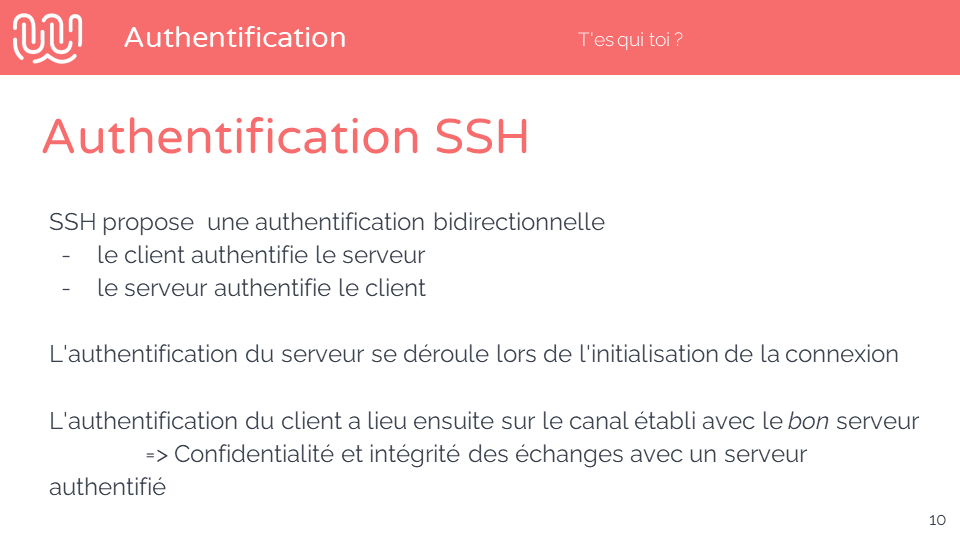 Authentification
T'es qui toi ?
Authentification SSH
SSH propose  une authentification bidirectionnelle
- le client authentifie le serveur
- le serveur authentifie le client
L'authentification du serveur se déroule lors de l'initialisation de la connexion
L'authentification du client a lieu ensuite sur le canal établi avec le bon serveur
=> Confidentialité et intégrité des échanges avec un serveur
authentifié
10